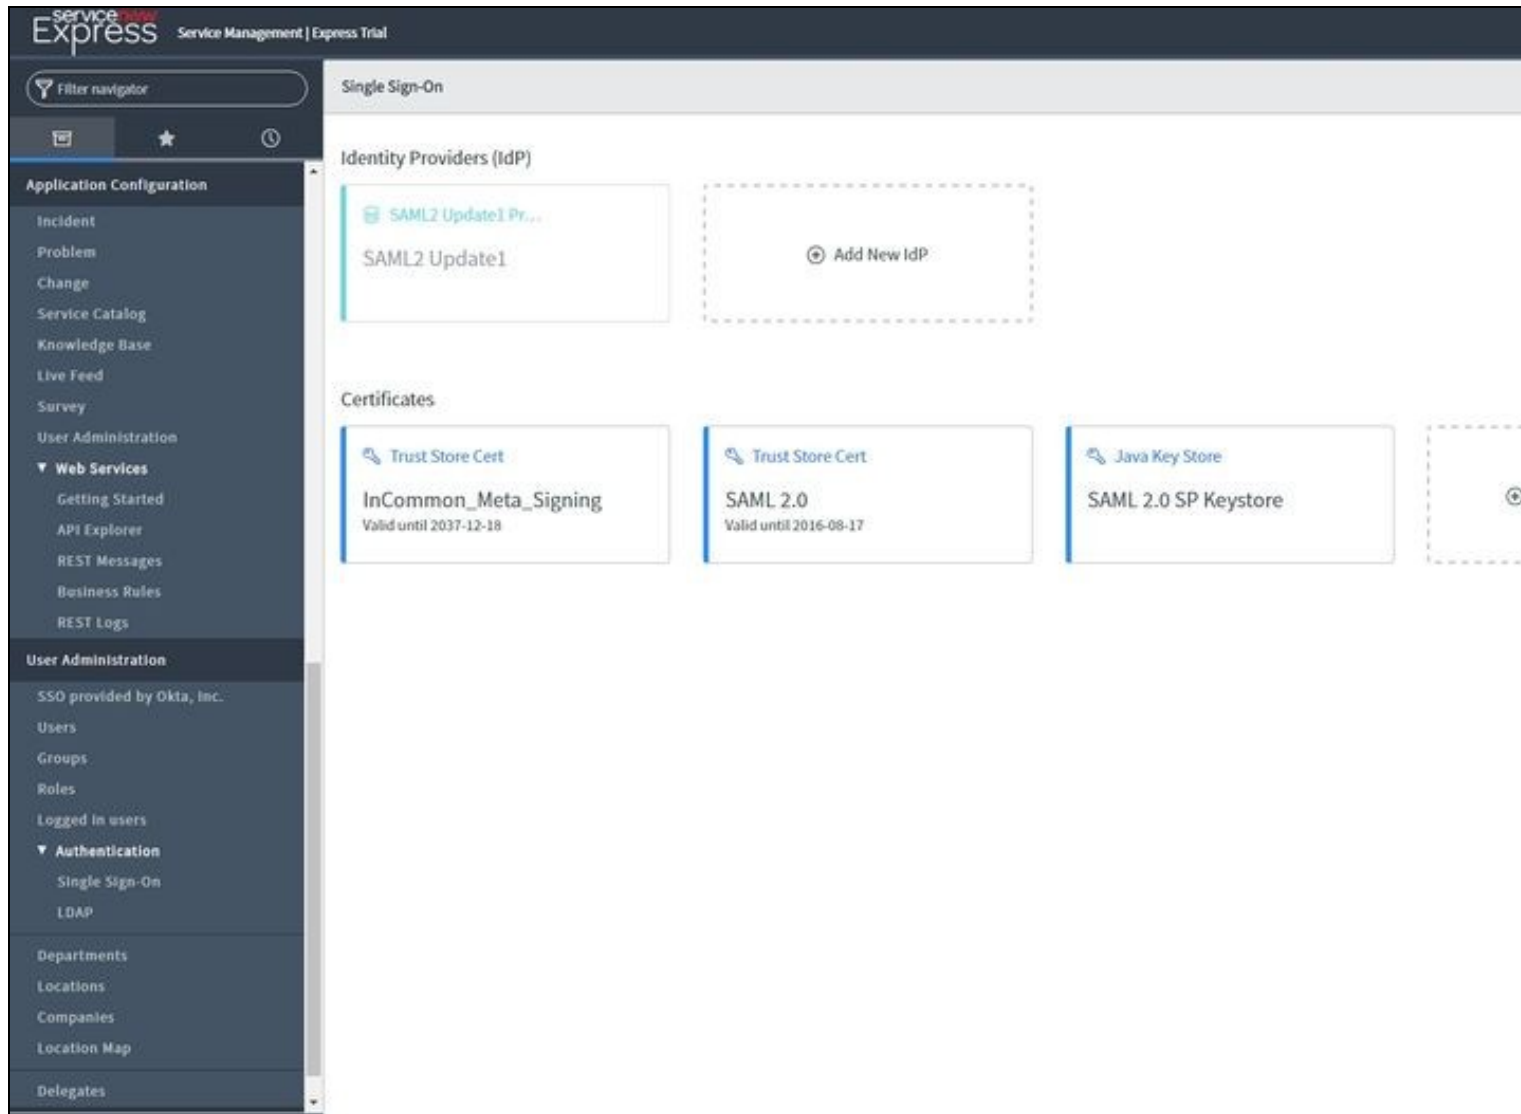 servicenow
Express Service Management | Express Trial
Filter navigator
Single Sign-On
Application Configuration
Incident
Problem
Change
Service Catalog
Knowledge Base
Live Feed
Survey
User Administration
Web Services
Getting Started
API Explorer
REST Messages
Business Rules
REST Logs
User Administration
SSO provided by Okta, Inc.
Users
Groups
Roles
Logged in users
Authentication
Single Sign-On
LDAP
Departments
Locations
Companies
Location Map
Delegates
Identity Providers (IdP)
SAML2 Update1 Pr...
SAML2 Update1
Add New IdP
Certificates
Trust Store Cert
InCommon_Meta_Signing
Valid until 2037-12-18
Trust Store Cert
SAML 2.0
Valid until 2016-08-17
Java Key Store
SAML 2.0 SP Keystore